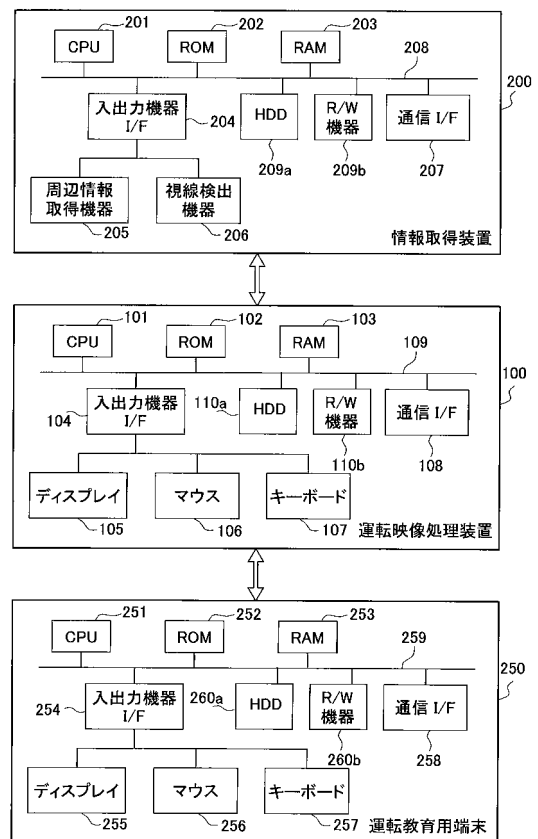 201
202
203
CPU
ROM
RAM
208
200
入出力機器
I/F
204
HDD
R/W
機器
通信 I/F
209a
209b
207
周辺情報
取得機器
視線検出
機器
205
206
情報取得装置
101
102
103
CPU
ROM
RAM
109
100
104
入出力機器
I/F
110a
HDD
R/W
機器
通信 I/F
110b
108
ディスプレイ
マウス
キーボード
105
106
107
運転映像処理装置
251
252
253
CPU
ROM
RAM
259
250
254
入出力機器
I/F
260a
HDD
R/W
機器
通信 I/F
260b
258
ディスプレイ
マウス
キーボード
255
256
257
運転教育用端末